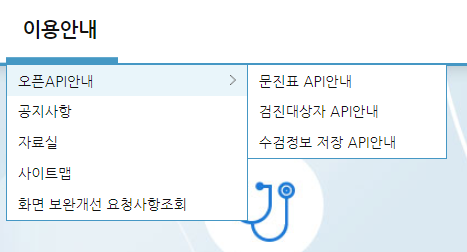 이용안내
오픈API안내
공지사항
자료실
사이트맵
화면 보완개선 요청사항조회
문진표 API안내
검진대상자 API안내
수검정보 저장 API안내